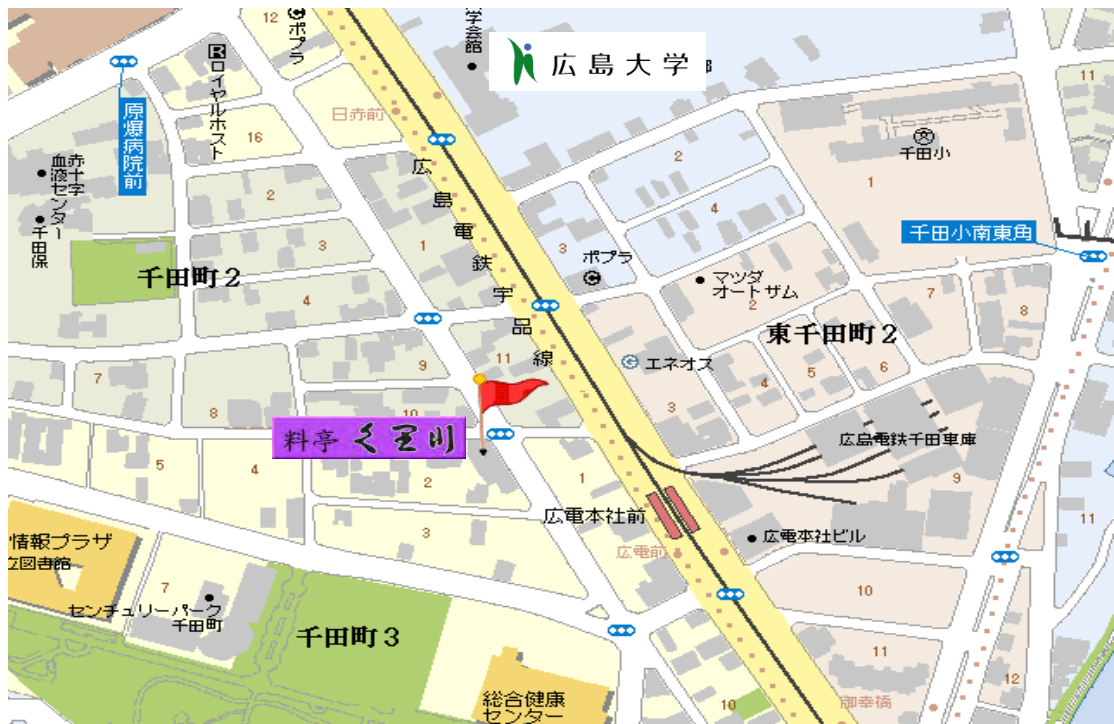 12
ポプラ
学会館
広島大学
部
ロイヤルホスト
R
原爆病院前
日赤前
16
11
千田小
2
1
赤十字
血液センター
千田保
2
広島電鉄宇品線
4
千田小南東角
3
1
3
ポプラ
千田町2
マツダ
オートザム
4
2
7
8
東千田町2
11
9
エネオス
5
6
7
4
8
10
3
料亭 久里川
広島電鉄千田車庫
5
4
2
1
9
広電本社前
11
3
広電前
広電本社ビル
情報プラザ
立図書館
7
センチュリーパーク
千田町
10
千田町3
11
12
総合健康
センター
10
御幸橋